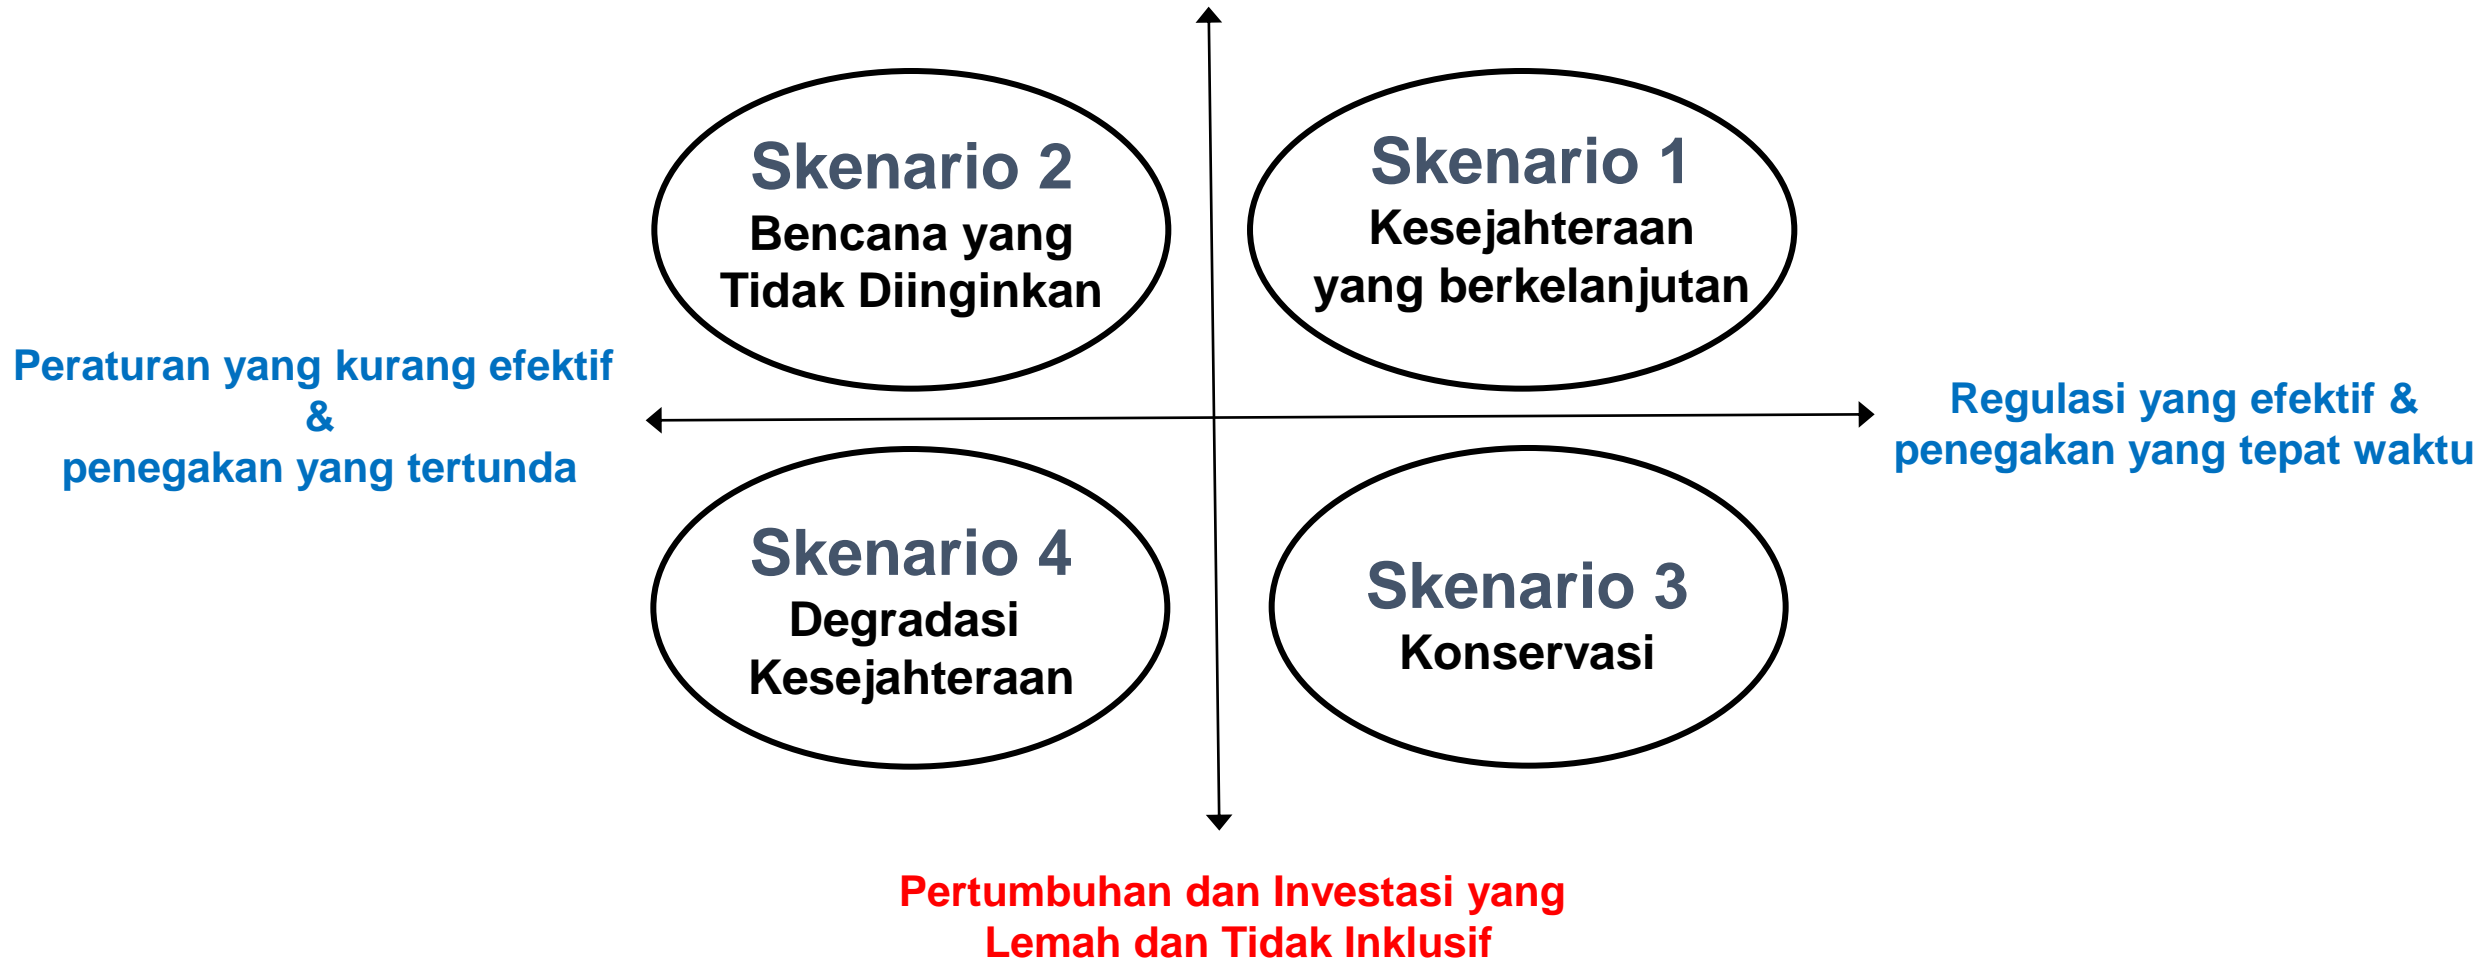 Skenario 2
Bencana yang
Tidak Diinginkan
Skenario 1
Kesejahteraan
yang berkelanjutan
Peraturan yang kurang efektif
&
penegakan yang tertunda
Regulasi yang efektif &
penegakan yang tepat waktu
Skenario 4
Degradasi
Kesejahteraan
Skenario 3
Konservasi
Pertumbuhan dan Investasi yang
Lemah dan Tidak Inklusif